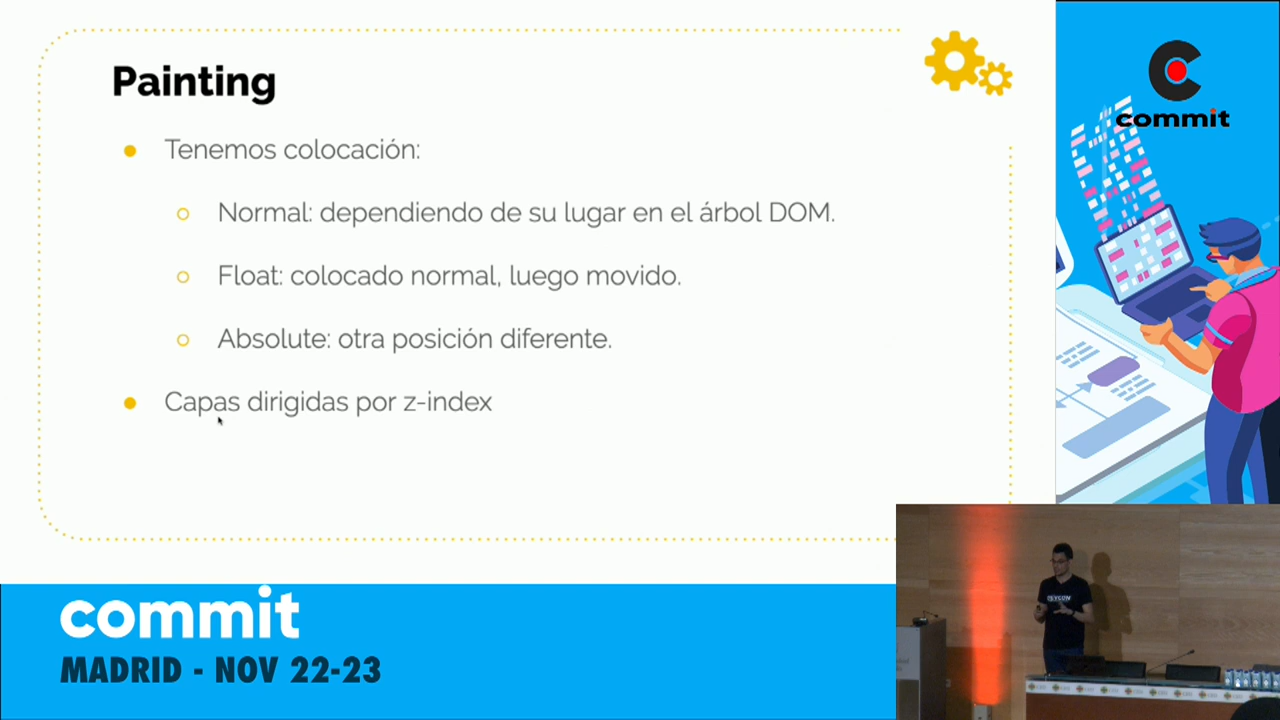 Painting
Tenemos colocación:
Normal: dependiendo de su lugar en el árbol DOM.
Float: colocado normal, luego movido.
Absolute: otra posición diferente.
Capas dirigidas por z-index
commit
commit
MADRID - NOV 22-23